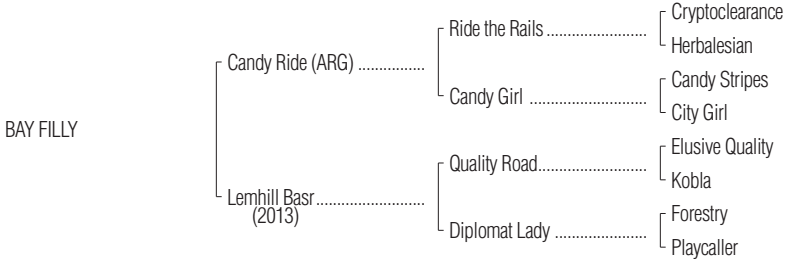 Cryptoclearance
Ride the Rails ........................
Herbalesian
Candy Ride (ARG) ................
Candy Stripes
Candy Girl ............................
City Girl
BAY FILLY
Elusive Quality
Quality Road..........................
Kobla
Lemhill Basr..........................
(2013)
Forestry
Diplomat Lady ......................
Playcaller